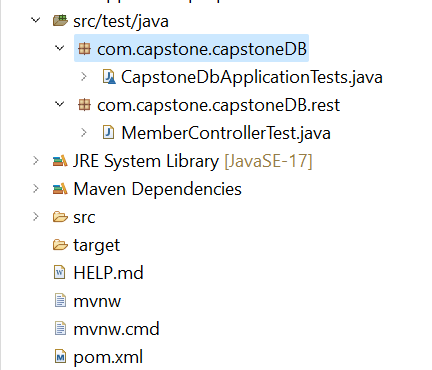 src/test/java
com.capstone.capstoneDB
CapstoneDbApplicationTests.java
com.capstone.capstoneDB.rest
MemberControllerTest.java
JRE System Library [JavaSE-17]
Maven Dependencies
src
target
HELP.md
mvnw
mvnw.cmd
pom.xml